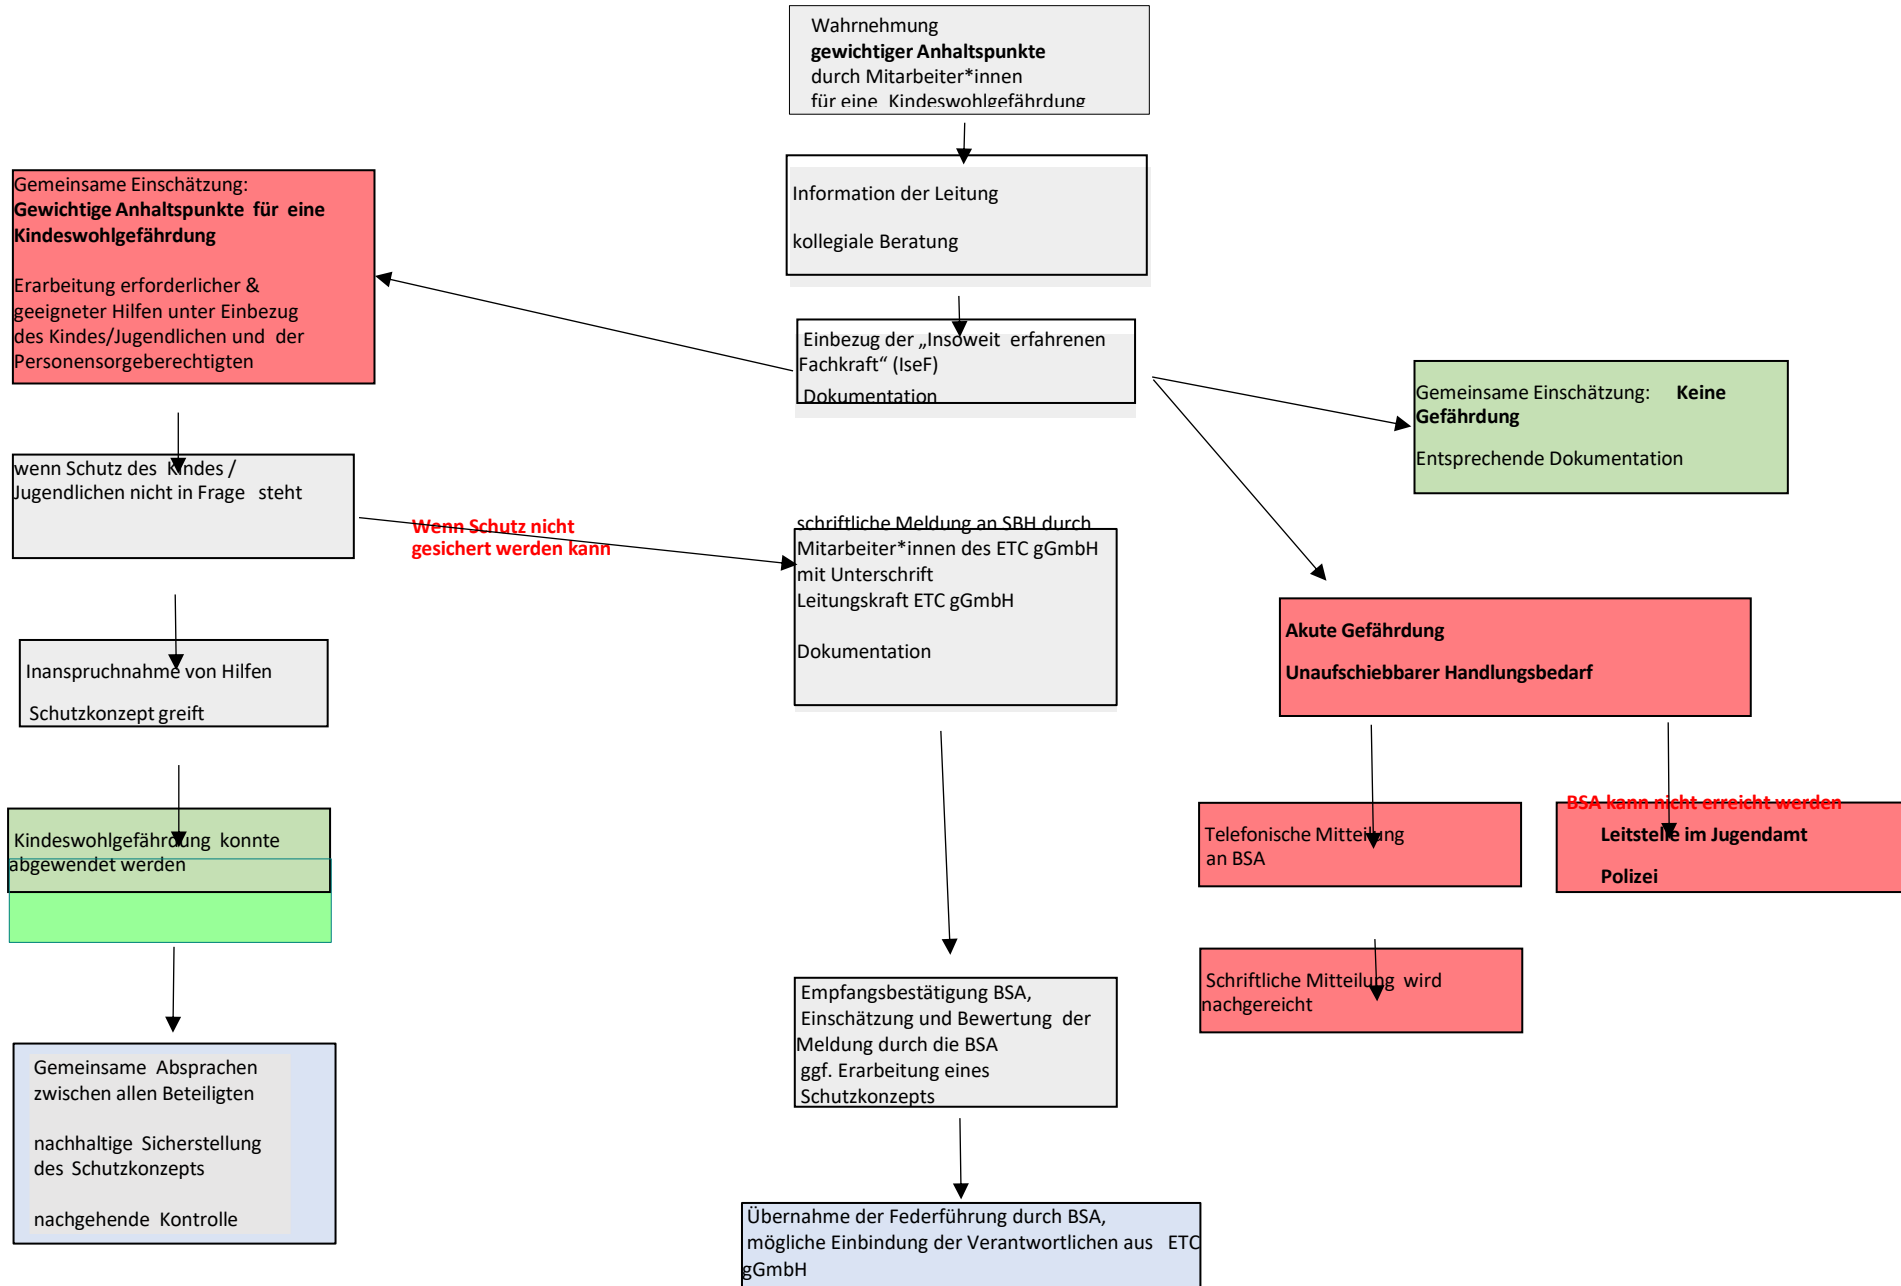 Wahrnehmung
gewichtiger Anhaltspunkte
durch Mitarbeiter*innen
für eine Kindeswohlgefährdung
Information der Leitung
kollegiale Beratung
Gemeinsame Einschätzung:
Gewichtige Anhaltspunkte für eine
Kindeswohlgefährdung
Erarbeitung erforderlicher &
geeigneter Hilfen unter Einbezug
des Kindes/Jugendlichen und der
Personensorgeberechtigten
Einbezug der „Insoweit erfahrenen
Fachkraft“ (IseF)
Dokumentation
Gemeinsame Einschätzung: Keine
Gefährdung
Entsprechende Dokumentation
wenn Schutz des Kindes /
Jugendlichen nicht in Frage steht
Wenn Schutz nicht
gesichert werden kann
schriftliche Meldung an SBH durch
Mitarbeiter*innen des ETC gGmbH
mit Unterschrift
Leitungskraft ETC gGmbH
Dokumentation
Akute Gefährdung
Unaufschiebbarer Handlungsbedarf
Inanspruchnahme von Hilfen
Schutzkonzept greift
Kindeswohlgefährdung konnte
abgewendet werden
Telefonische Mitteilung
an BSA
BSA kann nicht erreicht werden
Leitstelle im Jugendamt
Polizei
Schriftliche Mitteilung wird
nachgereicht
Empfangsbestätigung BSA,
Einschätzung und Bewertung der
Meldung durch die BSA
ggf. Erarbeitung eines
Schutzkonzepts
Gemeinsame Absprachen
zwischen allen Beteiligten
nachhaltige Sicherstellung
des Schutzkonzepts
nachgehende Kontrolle
Übernahme der Federführung durch BSA,
mögliche Einbindung der Verantwortlichen aus ETC
gGmbH